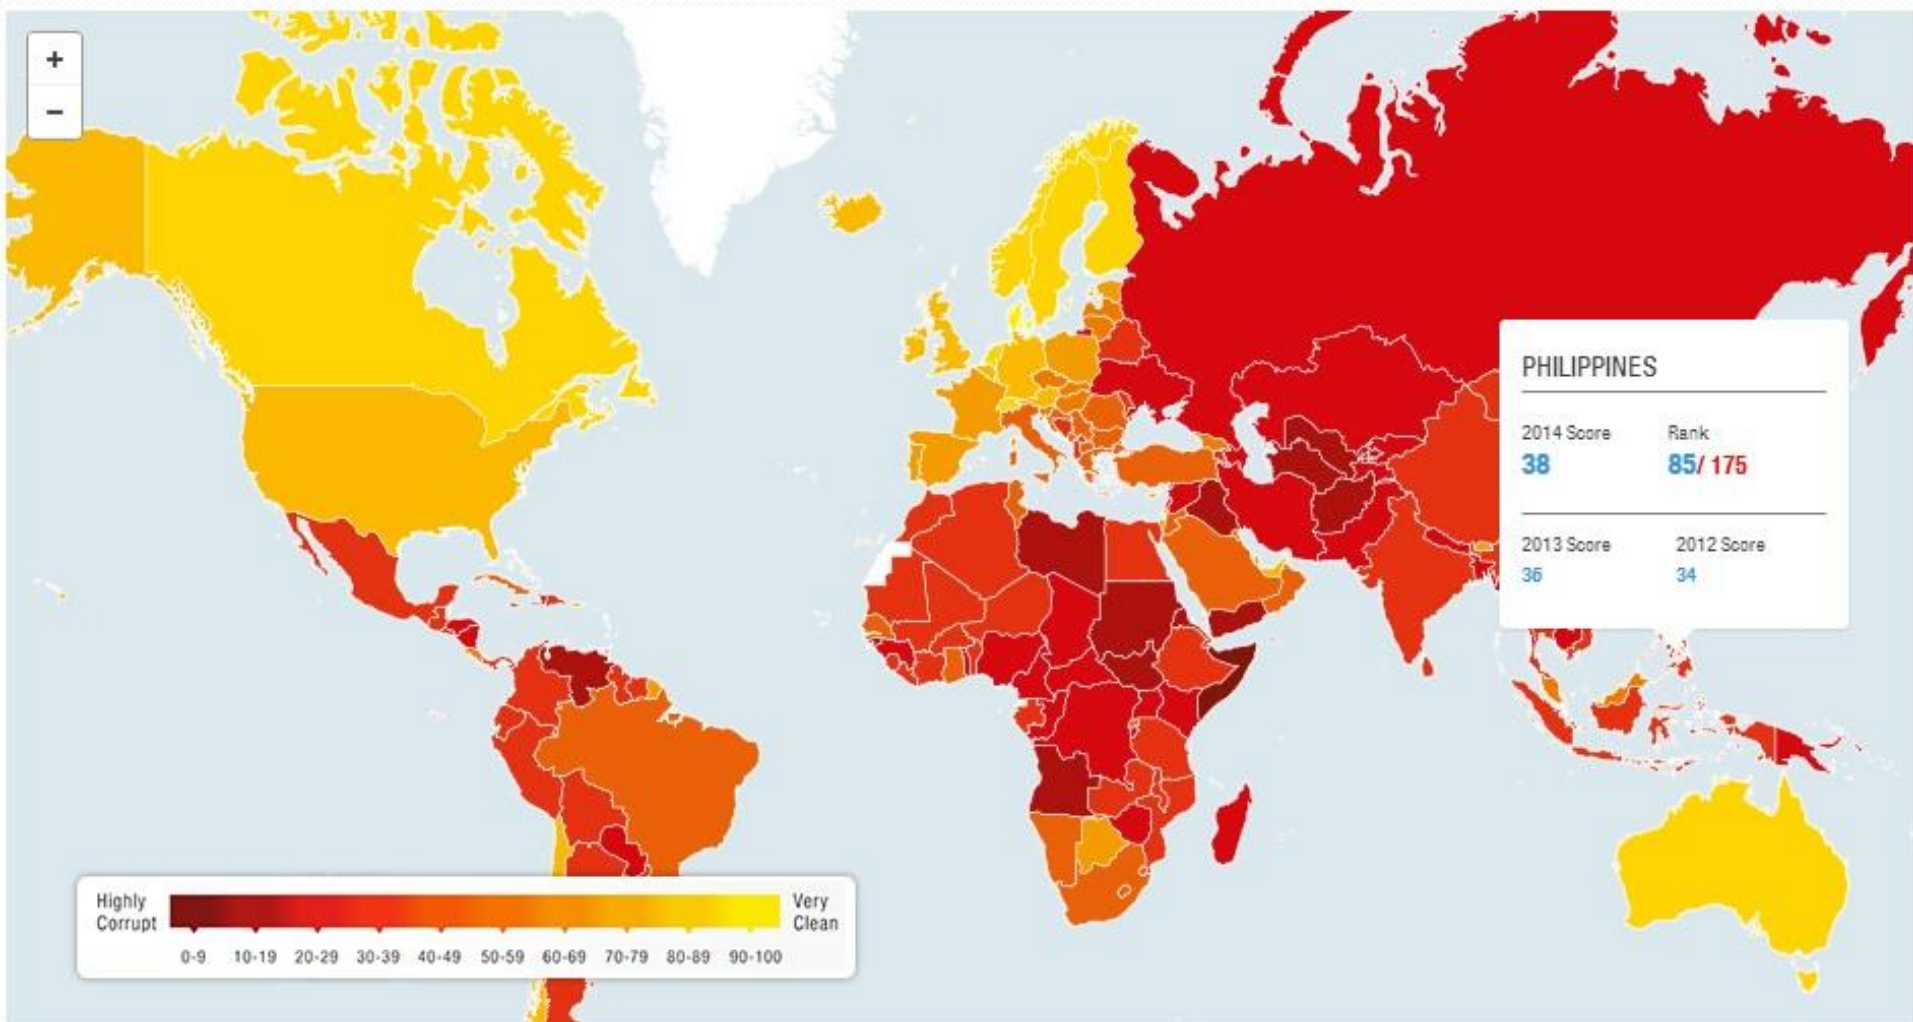 +
−
PHILIPPINES
2014 Score Rank
38 85/ 175
2013 Score 2012 Score
36 34
Highly Corrupt
Very Clean
0-9 10-19 20-29 30-39 40-49 50-59 60-69 70-79 80-89 90-100